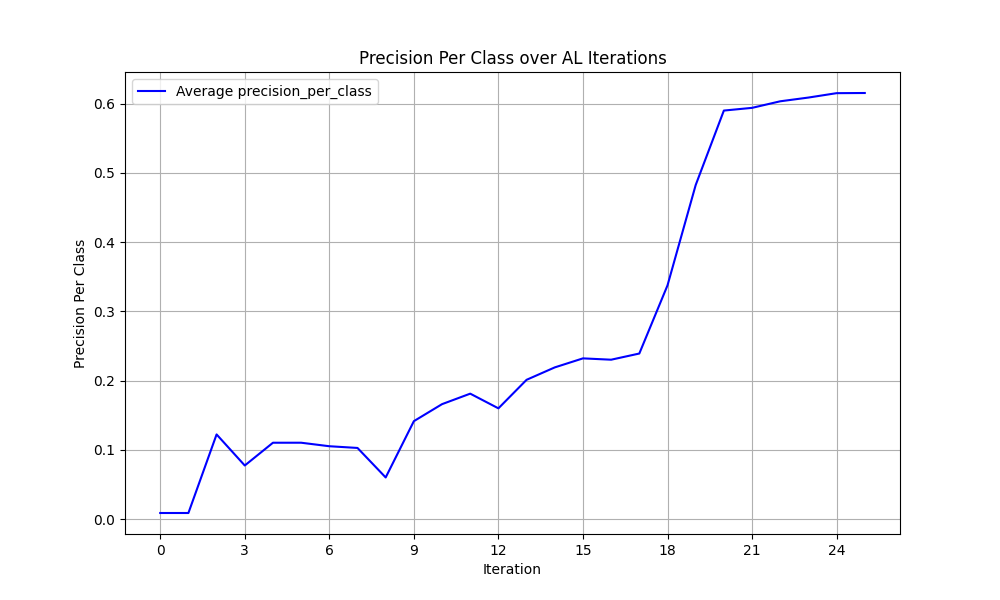 Precision Per Class over AL Iterations
Average precision_per_class
Precision Per Class
0.6
0.5
0.4
0.3
0.2
0.1
0.0
0 3 6 9 12 15 18 21 24
Iteration